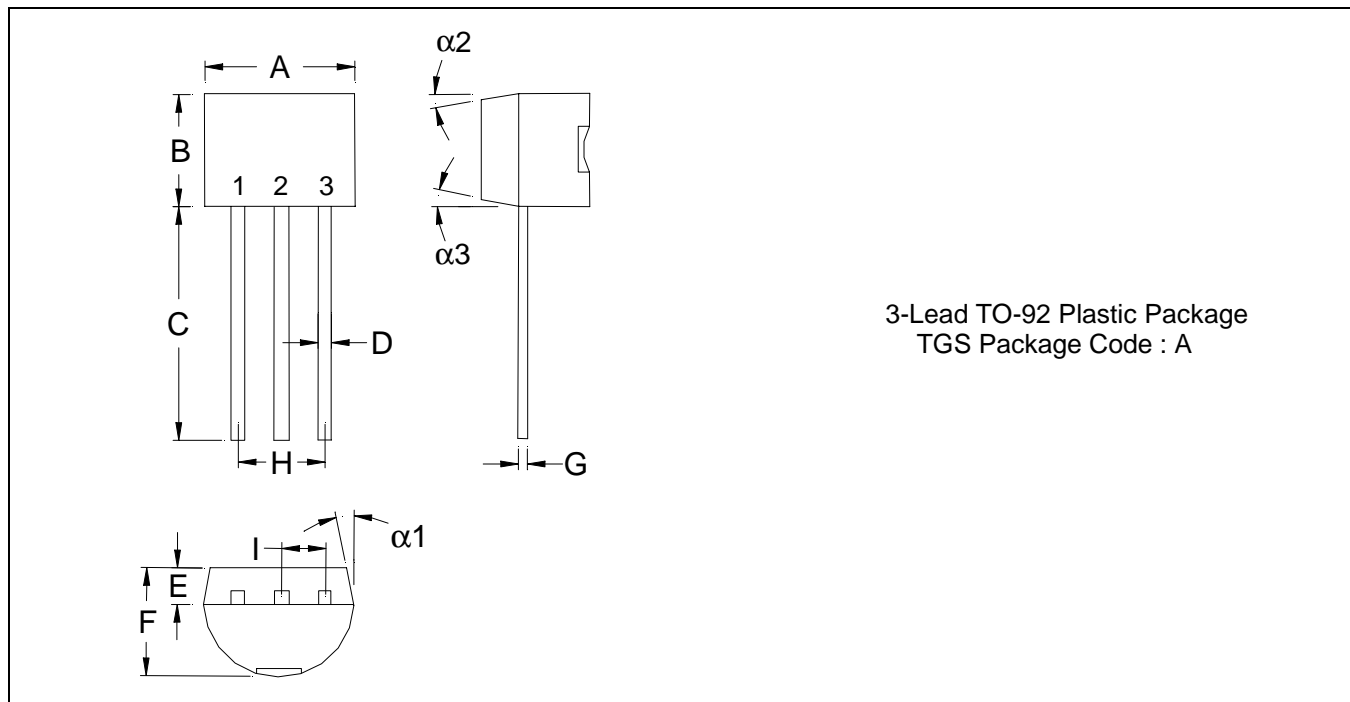 α2
A
B
1 2 3
α3
C
D
H
G
α1
I
E
F
3-Lead TO-92 Plastic Package
TGS Package Code : A